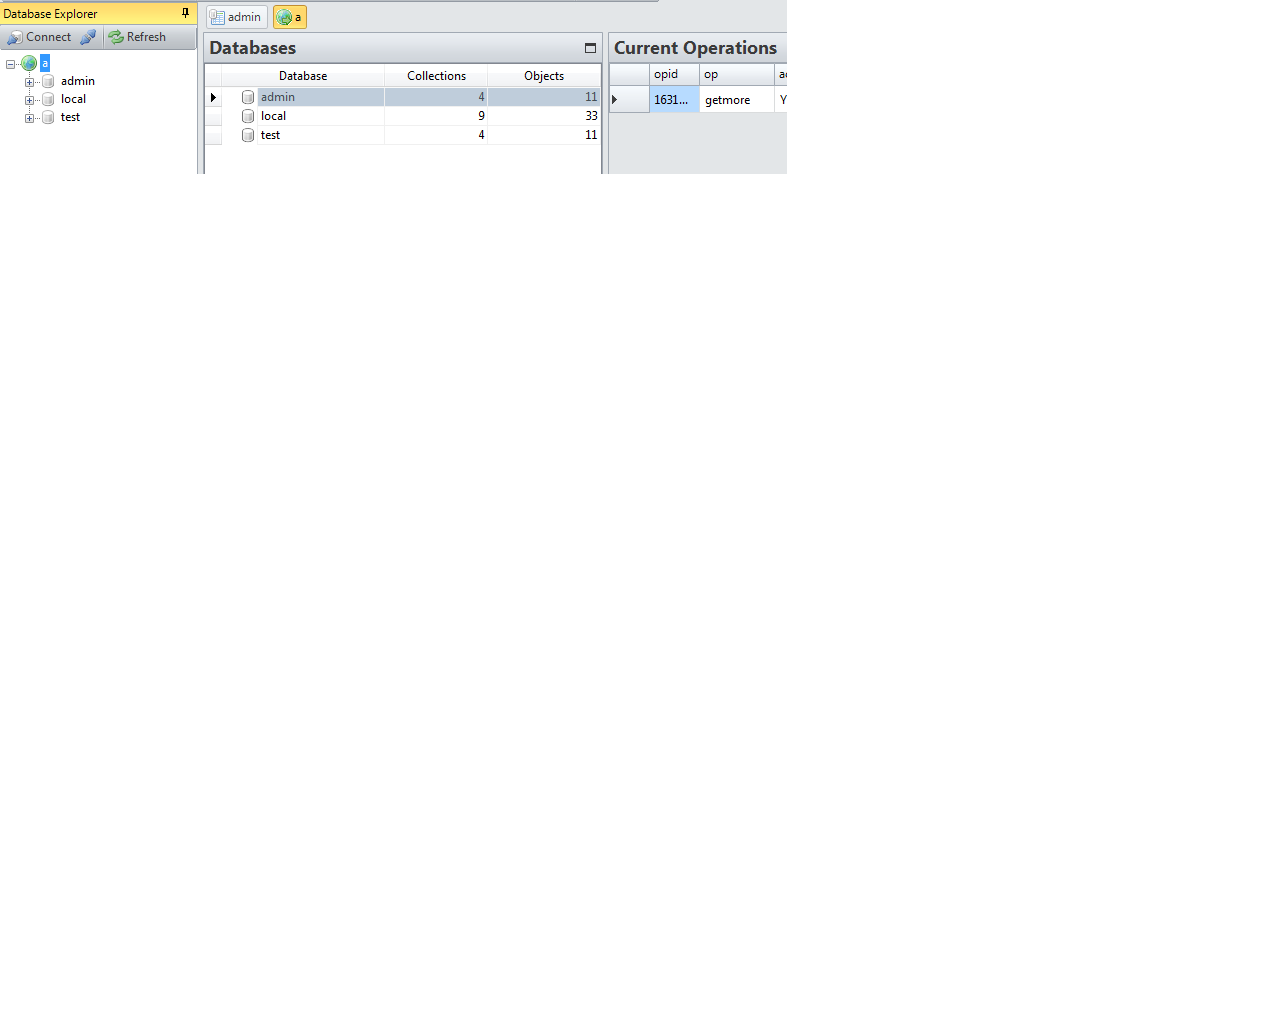 Database Explorer
Connect Refresh
a
admin
local
test
admin a
Databases
Database Collections Objects
admin 4 11
local 9 33
test 4 11
Current Operations
opid op
1631... getmore Y